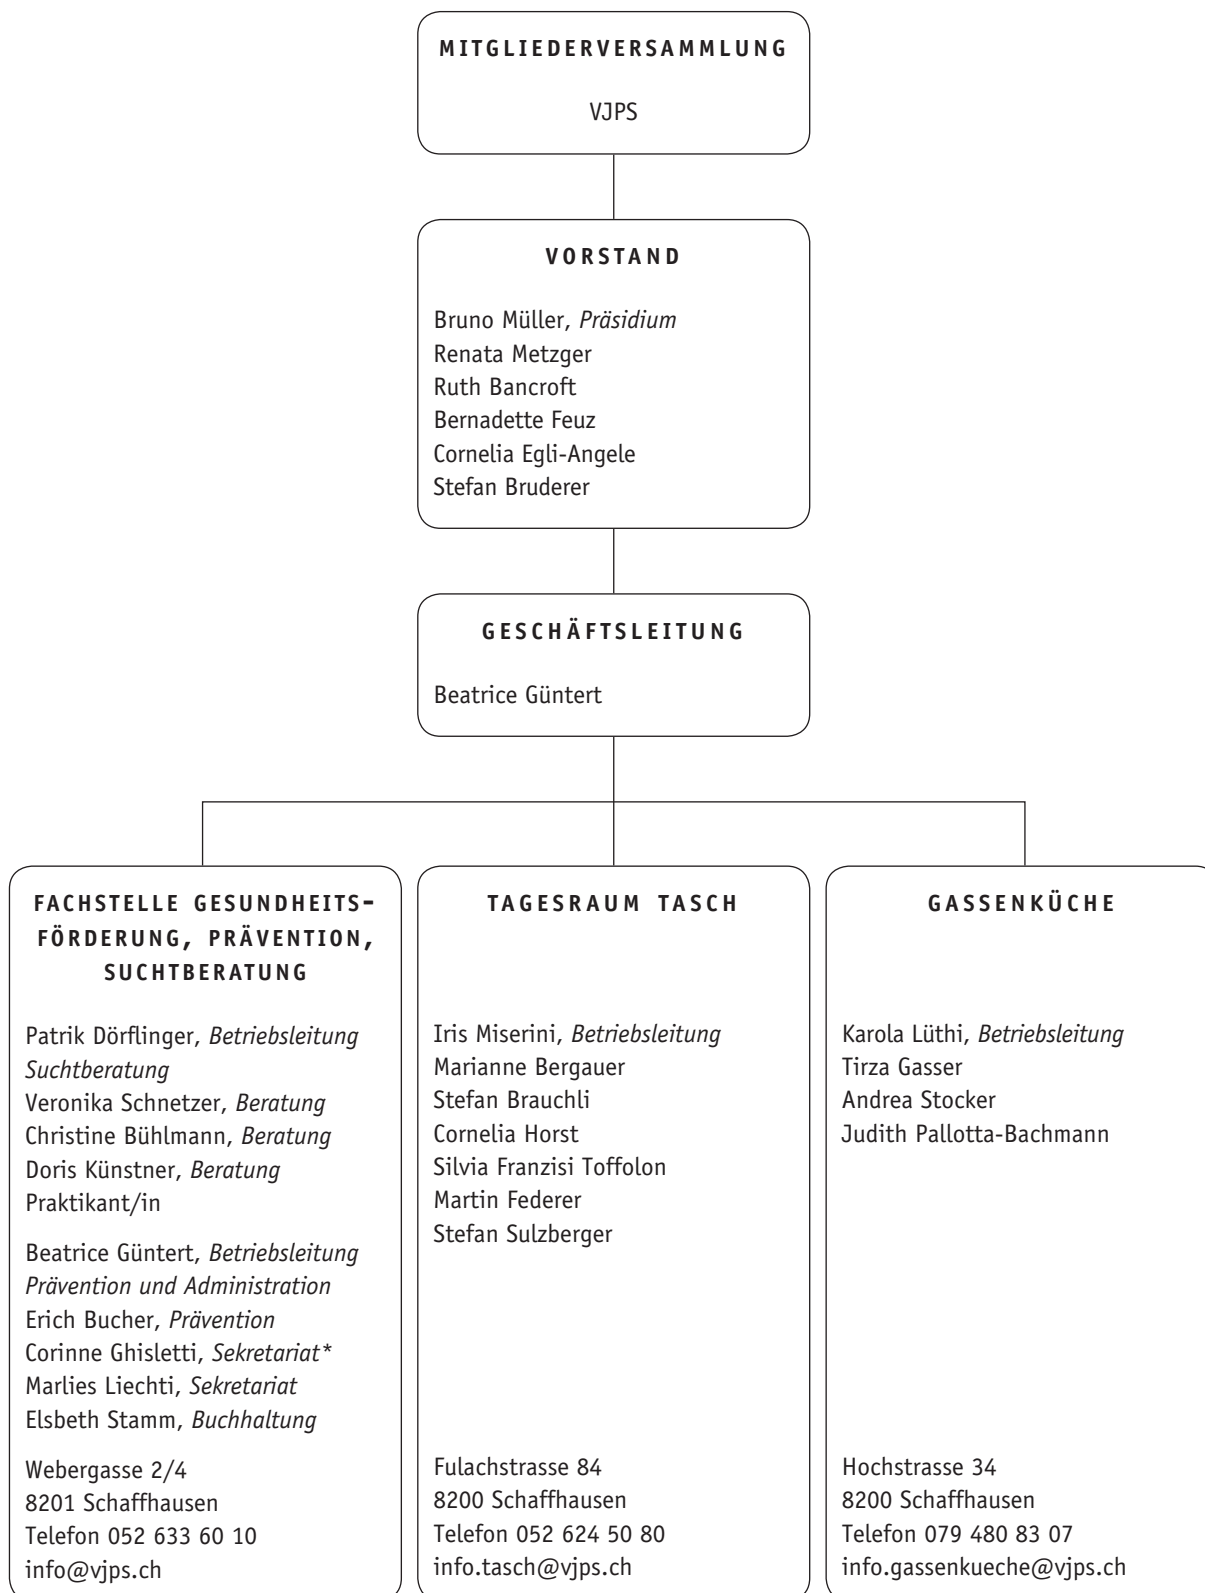 MITGLIEDERVERSAMMLUNG
VJPS
VORSTAND
Bruno Müller, Präsidium
Renata Metzger
Ruth Bancroft
Bernadette Feuz
Cornelia Egli-Angele
Stefan Bruderer
GESCHÄFTSLEITUNG
Beatrice Güntert
FACHSTELLE GESUNDHEITS-
FÖRDERUNG, PRÄVENTION,
SUCHTBERATUNG
Patrik Dörflinger, Betriebsleitung
Suchtberatung
Veronika Schnetzer, Beratung
Christine Bühlmann, Beratung
Doris Künstner, Beratung
Praktikant/in
Beatrice Güntert, Betriebsleitung
Prävention und Administration
Erich Bucher, Prävention
Corinne Ghisletti, Sekretariat*
Marlies Liechti, Sekretariat
Elsbeth Stamm, Buchhaltung
Webergasse 2/4
8201 Schaffhausen
Telefon 052 633 60 10
info@vjps.ch
TAGESRAUM TASCH
Iris Miserini, Betriebsleitung
Marianne Bergauer
Stefan Brauchli
Cornelia Horst
Silvia Franzisi Toffolon
Martin Federer
Stefan Sulzberger
Fulachstrasse 84
8200 Schaffhausen
Telefon 052 624 50 80
info.tasch@vjps.ch
GASSENKÜCHE
Karola Lüthi, Betriebsleitung
Tirza Gasser
Andrea Stocker
Judith Pallotta-Bachmann
Hochstrasse 34
8200 Schaffhausen
Telefon 079 480 83 07
info.gassenkueche@vjps.ch